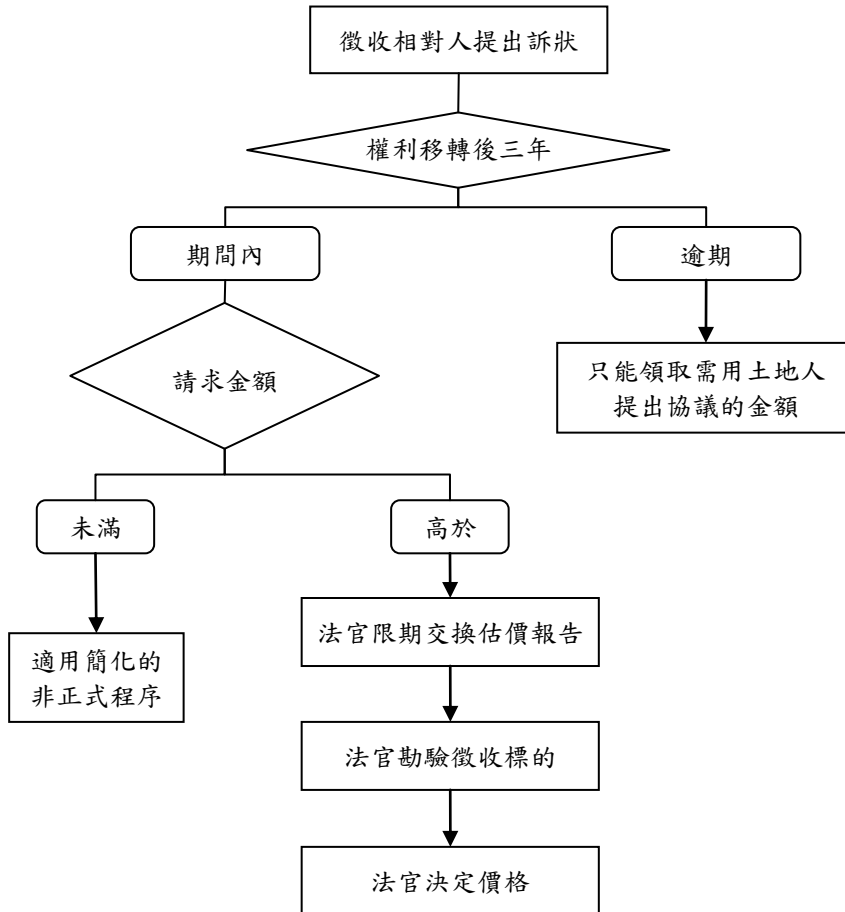 徵收相對人提出訴狀
權利移轉後三年
期間內
逾期
請求金額
只能領取需用土地人
提出協議的金額
未滿
高於
適用簡化的
非正式程序
法官限期交換估價報告
法官勘驗徵收標的
法官決定價格